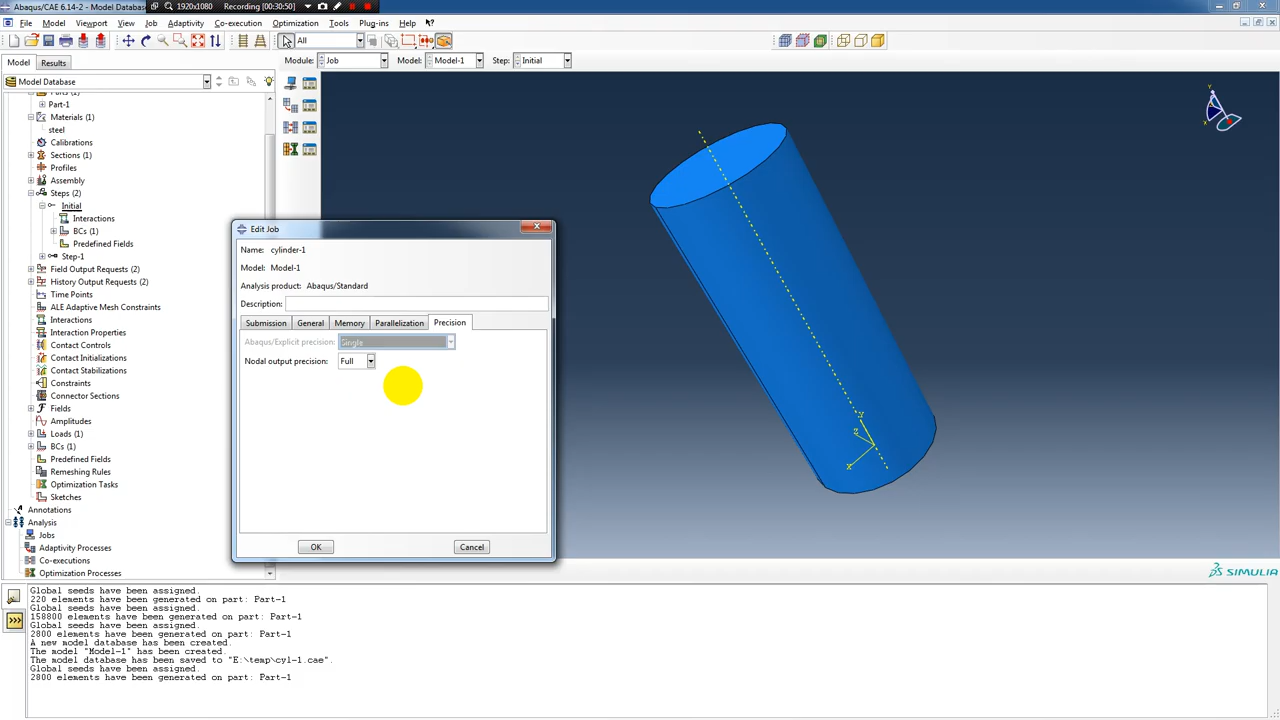 Abaqus/CAE 6.14-2 - Model Databas
1920x1080
Recording [00:30:50]
File
Model
Viewport
View
Job
Adaptivity
Co-execution
Optimization
Tools
Plug-ins
Help
All
Model
Results
Module:
Job
Model:
Model-1
Step:
Initial
Model Database
Parts (1)
Part-1
Materials (1)
steel
Calibrations
Sections (1)
Profiles
Assembly
Steps (2)
Initial
Interactions
BCs (1)
Predefined Fields
Step-1
Field Output Requests (2)
History Output Requests (2)
Time Points
ALE Adaptive Mesh Constraints
Interactions
Interaction Properties
Contact Controls
Contact Initializations
Contact Stabilizations
Constraints
Connector Sections
Fields
Amplitudes
Loads (1)
BCs (1)
Predefined Fields
Remeshing Rules
Optimization Tasks
Sketches
Annotations
Analysis
Jobs
Adaptivity Processes
Co-executions
Optimization Processes
Edit Job
Name: cylinder-1
Model: Model-1
Analysis product: Abaqus/Standard
Description:
Submission
General
Memory
Parallelization
Precision
Abaqus/Explicit precision: Single
Nodal output precision: Full
OK
Cancel
Y
Z
X
Y
X
SIMULIA
Global seeds have been assigned.
220 elements have been generated on part: Part-1
Global seeds have been assigned.
158800 elements have been generated on part: Part-1
Global seeds have been assigned.
2800 elements have been generated on part: Part-1
A new model database has been created.
The model "Model-1" has been created.
The model database has been saved to "E:\temp\cyl-1.cae".
Global seeds have been assigned.
2800 elements have been generated on part: Part-1